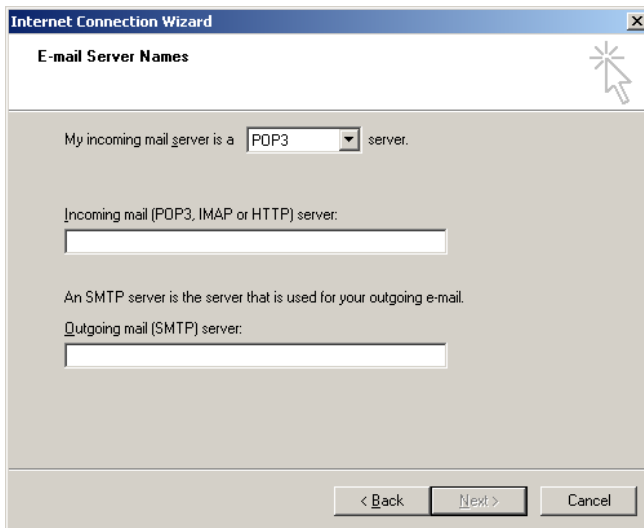 Internet Connection Wizard
E-mail Server Names
My incoming mail server is a POP3 server.
Incoming mail (POP3, IMAP or HTTP) server:
An SMTP server is the server that is used for your outgoing e-mail.
Outgoing mail (SMTP) server:
< Back Next > Cancel